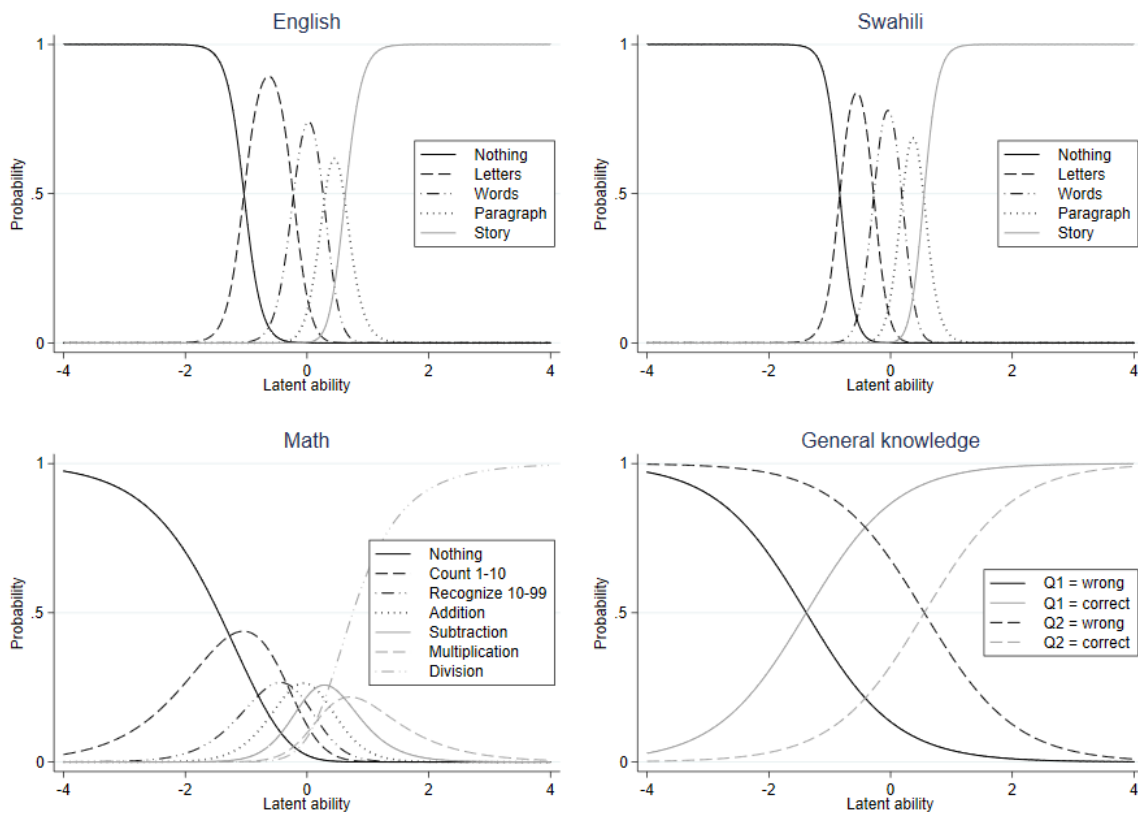 English
Probability
1
.5
0
Nothing
Letters
Words
Paragraph
Story
-4 -2 0 2 4
Latent ability
Swahili
Probability
1
.5
0
Nothing
Letters
Words
Paragraph
Story
-4 -2 0 2 4
Latent ability
Math
Probability
1
.5
0
Nothing
Count 1-10
Recognize 10-99
Addition
Subtraction
Multiplication
Division
-4 -2 0 2 4
Latent ability
General knowledge
Probability
1
.5
0
Q1 = wrong
Q1 = correct
Q2 = wrong
Q2 = correct
-4 -2 0 2 4
Latent ability